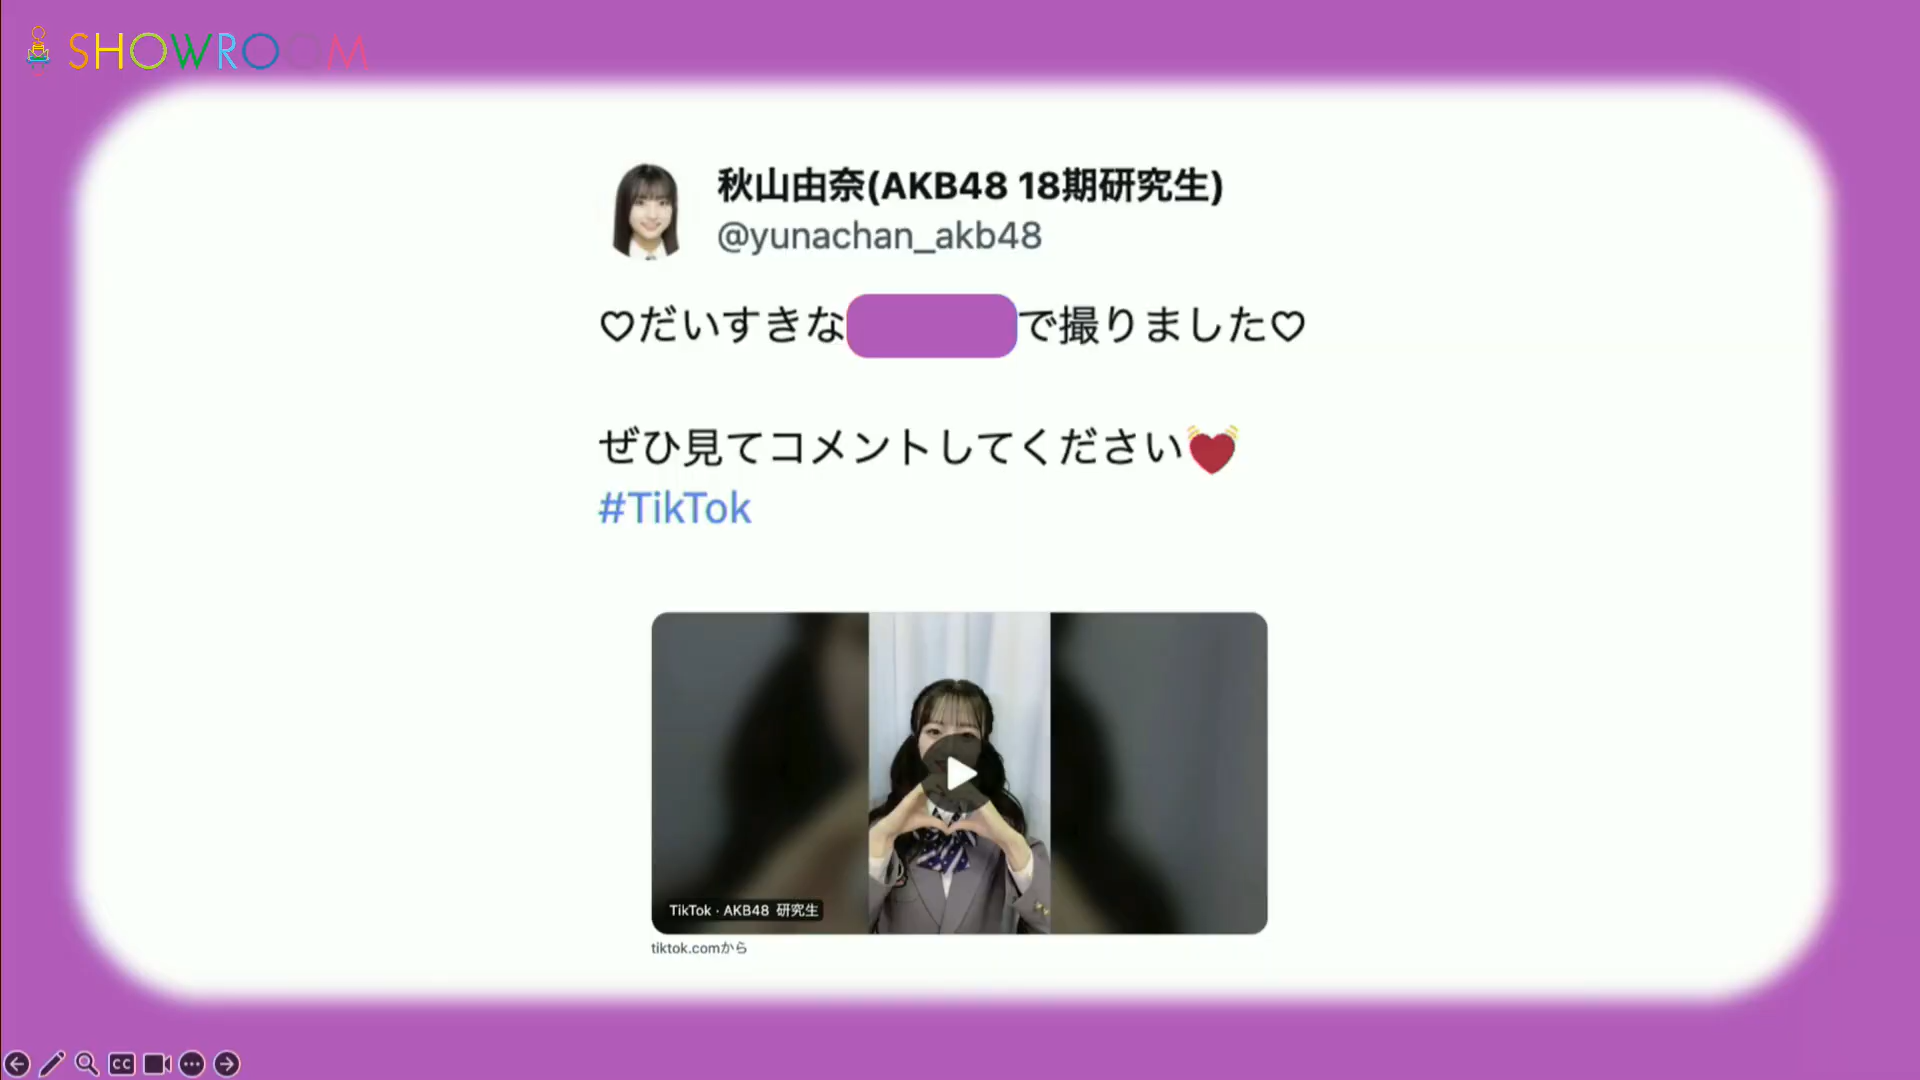 SHOWROOM
秋山由奈(AKB48 18期研究生)
@yunachan_akb48
♡だいすきな
で撮りました♡
ぜひ見てコメントしてください💓
#TikTok
TikTok · AKB48 研究生
tiktok.comから
CC